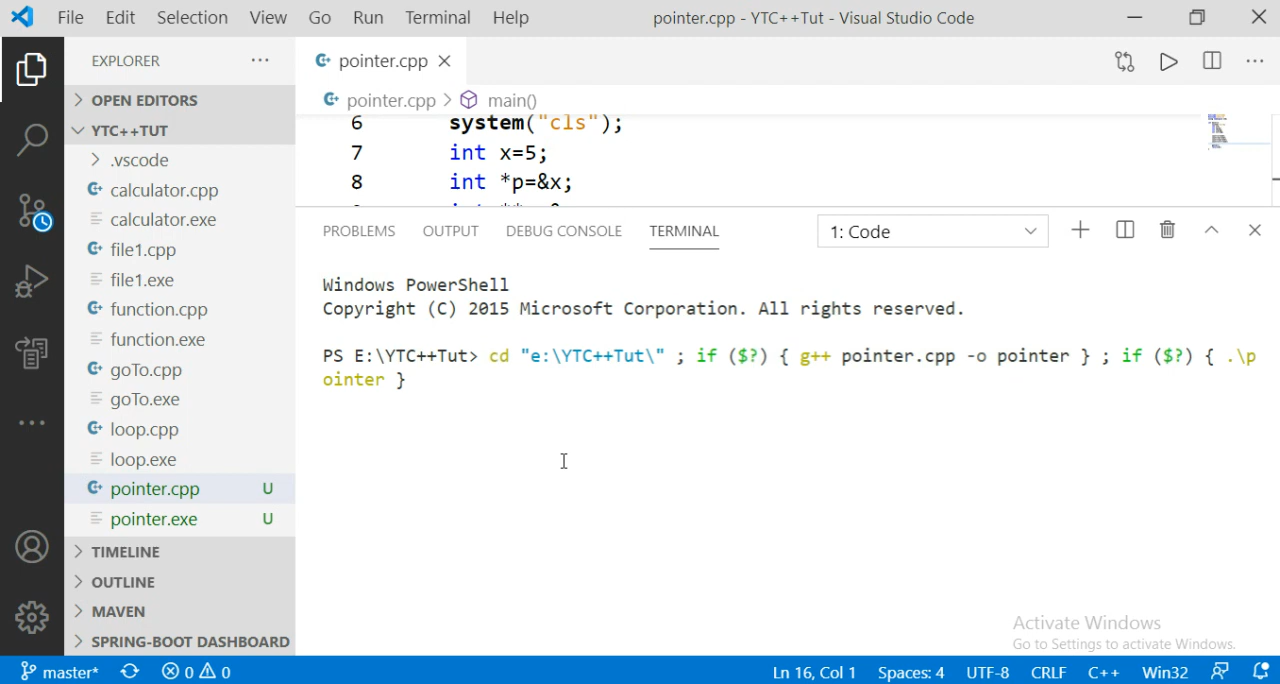 File Edit Selection View Go Run Terminal Help pointer.cpp - YTC++Tut - Visual Studio Code
EXPLORER ···
pointer.cpp
OPEN EDITORS
pointer.cpp > main()
YTC++TUT
6 system("cls");
.vscode
7 int x=5;
calculator.cpp
8 int *p=&x;
calculator.exe
PROBLEMS OUTPUT DEBUG CONSOLE TERMINAL 1: Code
file1.cpp
file1.exe
function.cpp
function.exe
goTo.cpp
goTo.exe
loop.cpp
loop.exe
pointer.cpp U
pointer.exe U
TIMELINE
OUTLINE
MAVEN
SPRING-BOOT DASHBOARD
Windows PowerShell
Copyright (C) 2015 Microsoft Corporation. All rights reserved.
PS E:\YTC++Tut> cd "e:\YTC++Tut\" ; if ($?) { g++ pointer.cpp -o pointer } ; if ($?) { .\p
ointer }
Activate Windows
Go to Settings to activate Windows.
master* 0 0 Ln 16, Col 1 Spaces: 4 UTF-8 CRLF C++ Win32